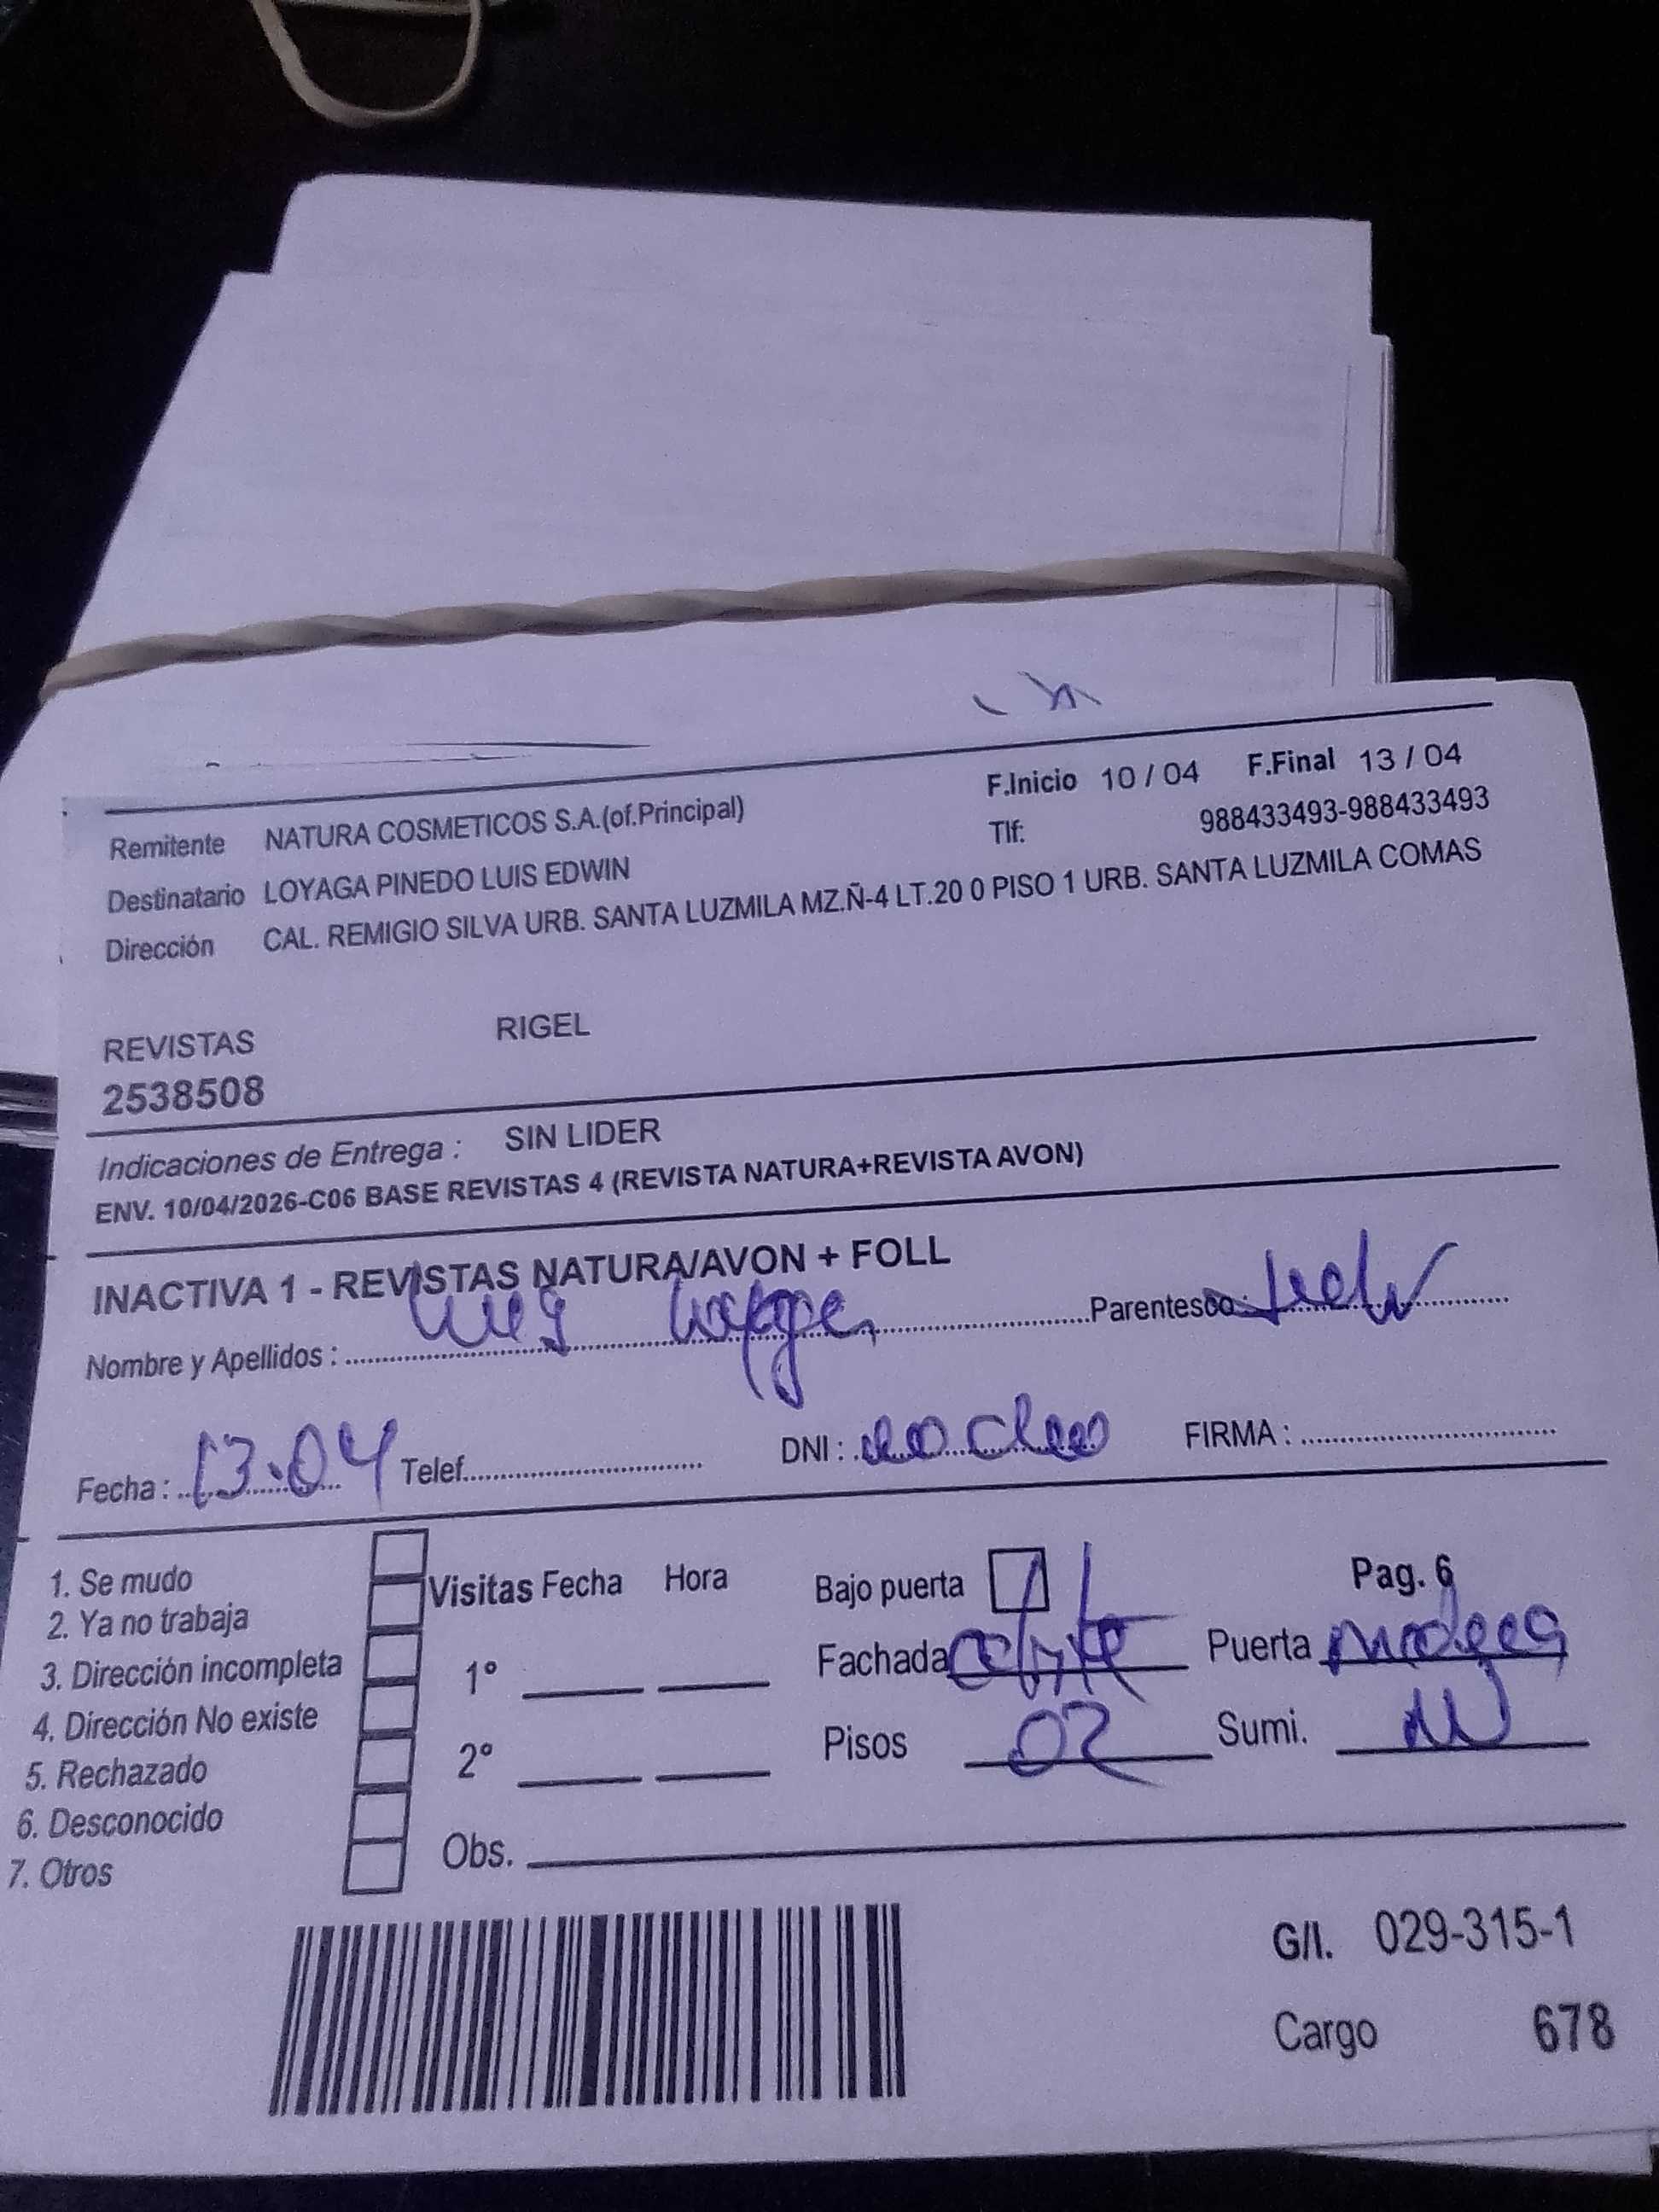 F.Inicio 10 / 04 F.Final 13 / 04
Remitente NATURA COSMETICOS S.A.(of.Principal) Tlf: 988433493-988433493
Destinatario LOYAGA PINEDO LUIS EDWIN
Dirección CAL. REMIGIO SILVA URB. SANTA LUZMILA MZ.Ñ-4 LT.20 0 PISO 1 URB. SANTA LUZMILA COMAS
REVISTAS RIGEL
2538508
Indicaciones de Entrega : SIN LIDER
ENV. 10/04/2026-C06 BASE REVISTAS 4 (REVISTA NATURA+REVISTA AVON)
INACTIVA 1 - REVISTAS NATURA/AVON + FOLL
Nombre y Apellidos : Luis Parentesco :
Fecha : 13.04 Telef. DNI : FIRMA :
1. Se mudo
2. Ya no trabaja
3. Dirección incompleta
4. Dirección No existe
5. Rechazado
6. Desconocido
7. Otros
Visitas Fecha Hora
1º
2º
Obs.
Bajo puerta Pag. 6
Fachada Puerta madera
Pisos 02 Sumi.
G/I. 029-315-1
Cargo 678